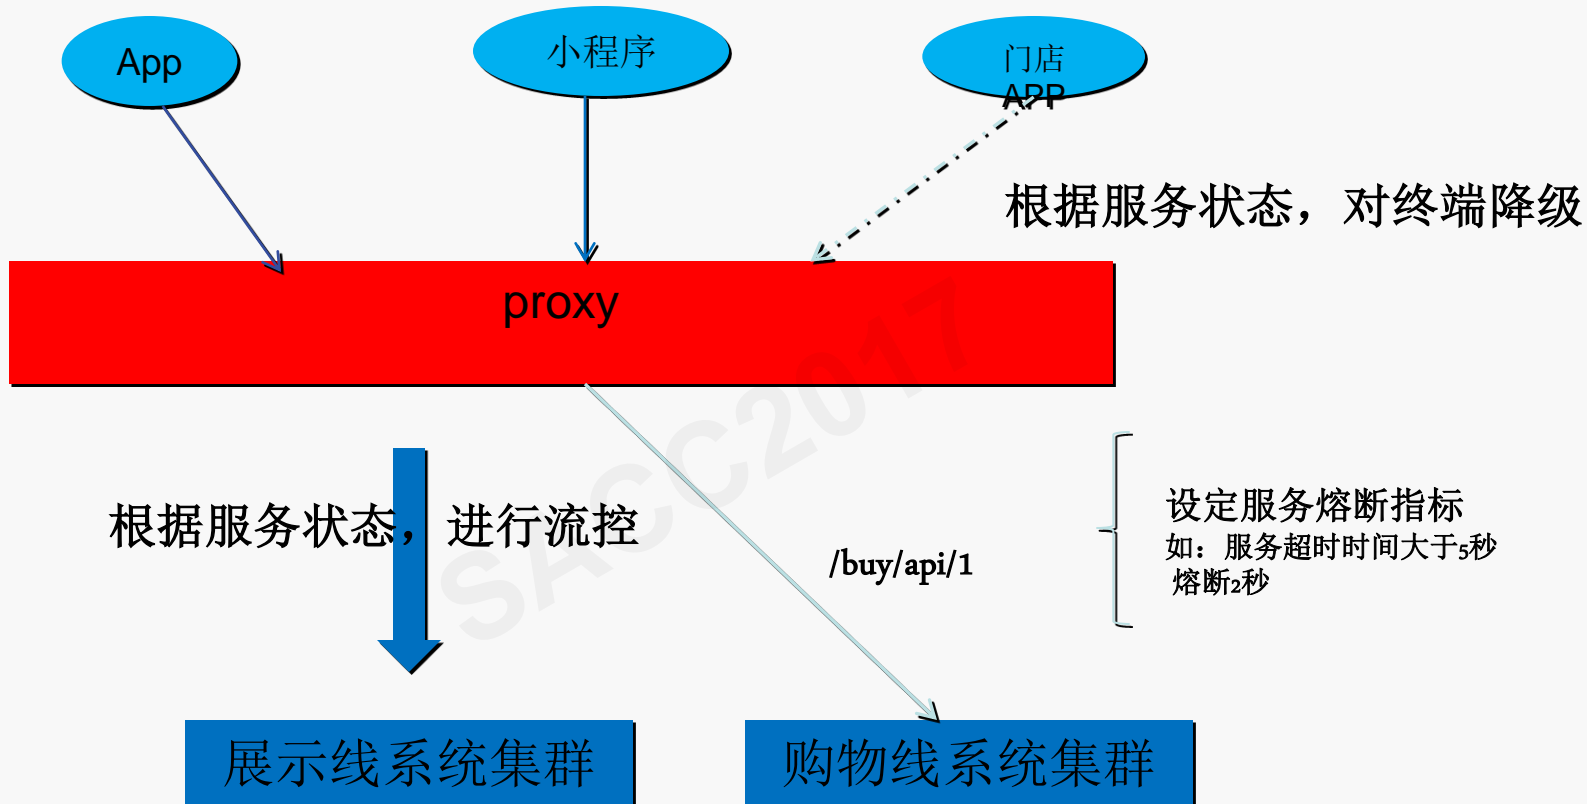 App
小程序
门店
APP
根据服务状态，对终端降级
proxy
根据服务状态，进行流控
/buy/api/1
设定服务熔断指标
如：服务超时时间大于5秒
熔断2秒
SACC2017
展示线系统集群
购物线系统集群